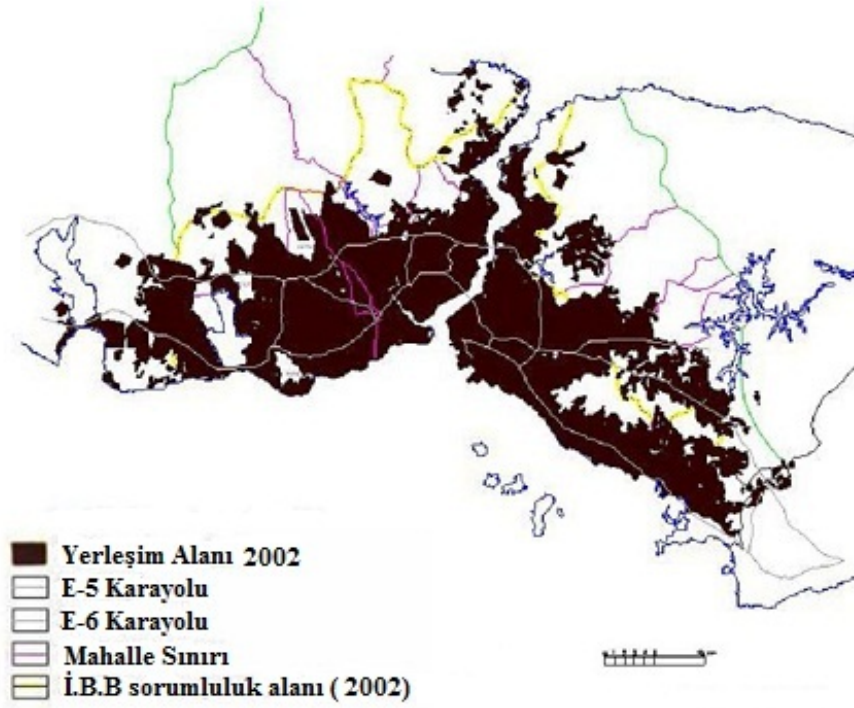 Yerleşim Alanı 2002
E-5 Karayolu
E-6 Karayolu
Mahalle Sınırı
İ.B.B sorumluluk alanı ( 2002)